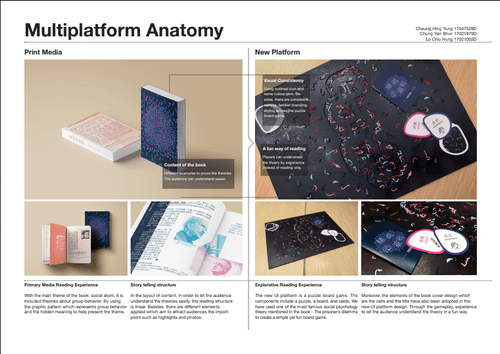 Multiplatform Anatomy
Cheung Hing Yung 17047528D
Chung Yan Shun 17021978D
Lo Chiu Hung 17021000D
Print Media
New Platform
Content of the book
Different examples to prove the theories
The audience can understand easier.
Visual Consistency
Using outlined icon and
same colour pane. Be-
sides, there are consistent
styling across the puzzle
board game.
A fun way of reading
Players can understand
the theory by experience
instead of reading only.
Primary Media Reading Experience
With the main theme of the book: social atom, it is
included theories about group behavior. By using
the graphic pattern which represents group behavior
and the hidden meaning to help present the theme.
Story telling structure
In the layout of content, in order to let the audience
understand the theories easily, the reading structure
is linear. Besides, there are different elements
applied which aim to attract audiences the import
point such as highlights and photos.
Explorative Reading Experience
The new UI platform is a puzzle board game. The
components include a puzzle, a board, and cards. We
have used one of the most famous social psychology
theory mentioned in the book - The prisoner's dilemma
to create a simple yet fun board game.
Story telling structure
Moreover, the elements of the book cover design which
are the cells and the title have also been adopted in the
new UI platform design. Through the gameplay, experience
to let the audience understand the theory in a fun way.